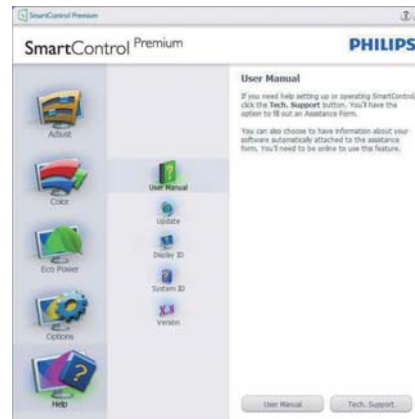 SmartControl Premium
SmartControl Premium
PHILIPS
User Manual
If you need help setting up or operating SmartControl,
click the Tech. Support button. You'll have the
option to fill out an Assistance Form.
You can also choose to have information about your
software automatically attached to the assistance
form. You'll need to be online to use this feature.
Adjust
Color
Eco Power
Options
Help
User Manual
Update
Display ID
System ID
X.x
Version
User Manual
Tech. Support